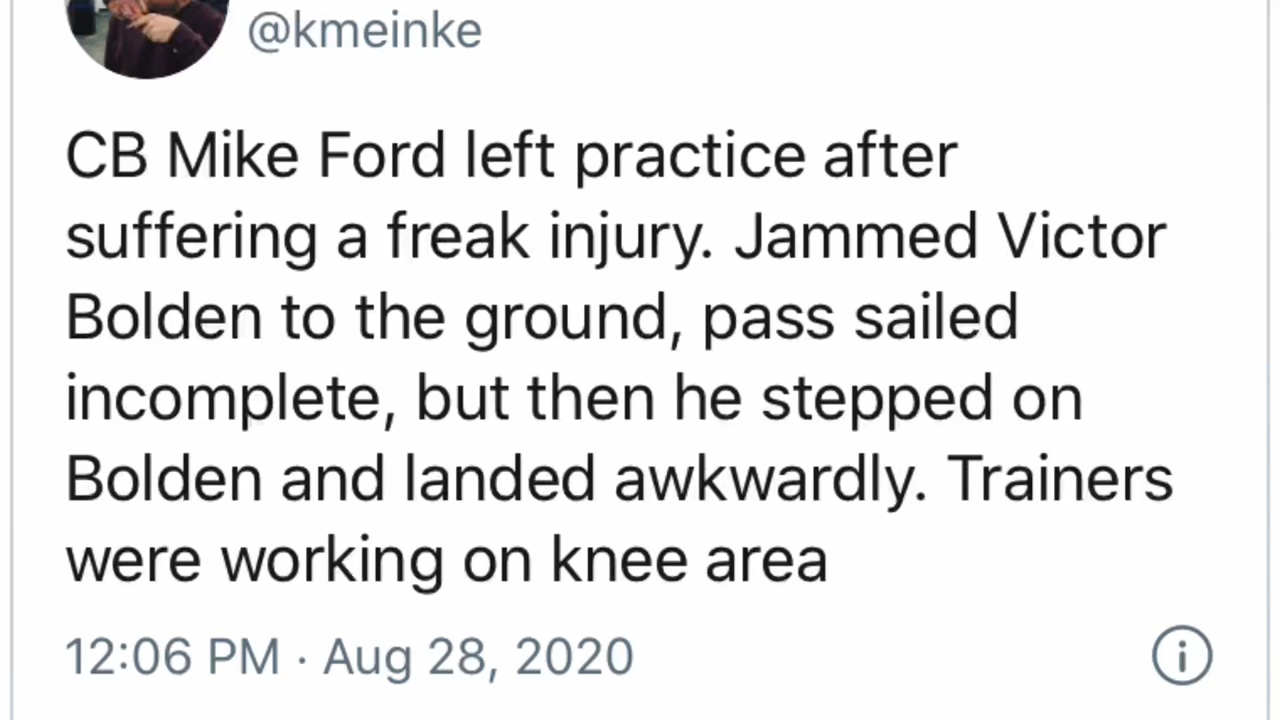 @kmeinke
CB Mike Ford left practice after
suffering a freak injury. Jammed Victor
Bolden to the ground, pass sailed
incomplete, but then he stepped on
Bolden and landed awkwardly. Trainers
were working on knee area
12:06 PM · Aug 28, 2020